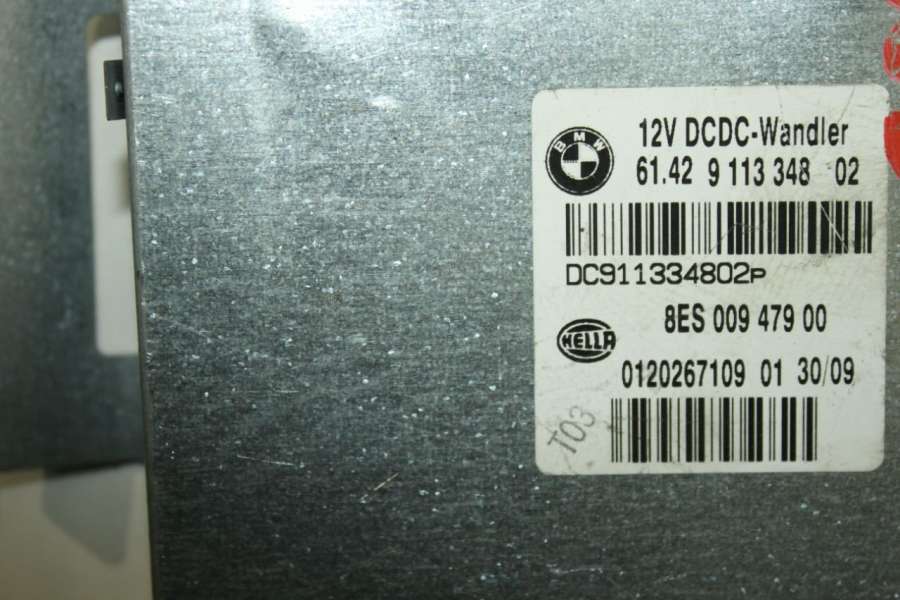 BMW
12V DCDC-Wandler
61.42 9 113 348 02
DC911334802P
8ES 009 479 00
HELLA
0120267109 01 30/09
T03